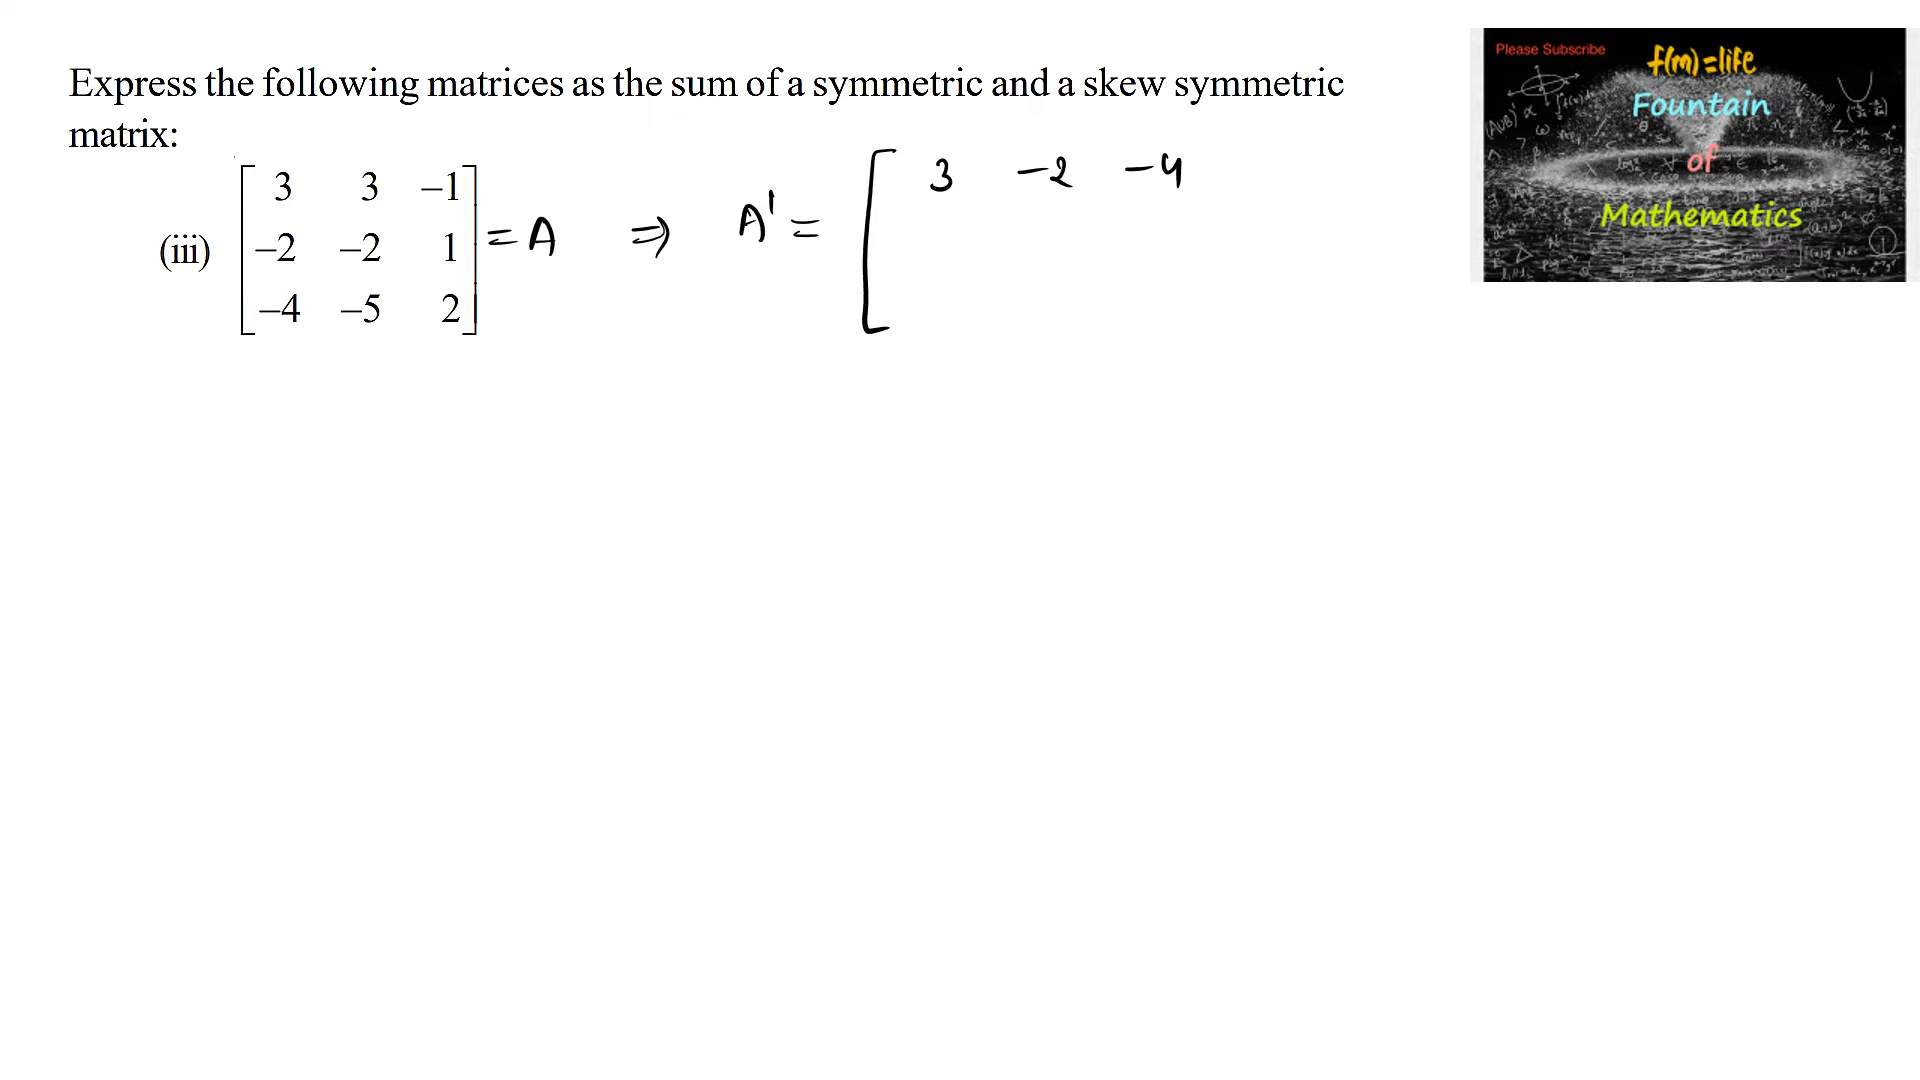 Express the following matrices as the sum of a symmetric and a skew symmetric
matrix:
(iii) [ 3 3 –1
–2 –2 1
–4 –5 2 ] = A ⇒ A' = [ 3 -2 -4
Please Subscribe
f(m)=life
Fountain
of
Mathematics